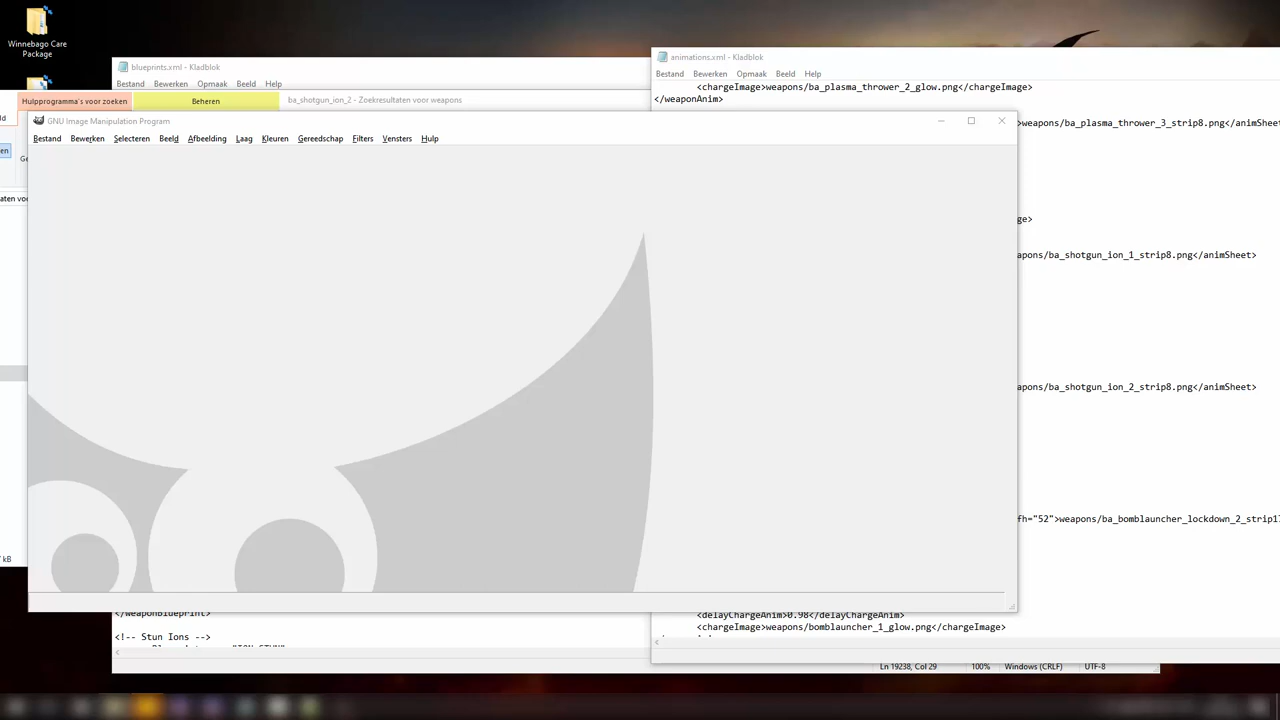 Winnebago Care
Package
blueprints.xml - Kladblok
Bestand Bewerken Opmaak Beeld Help
animations.xml - Kladblok
Bestand Bewerken Opmaak Beeld Help
<chargeImage>weapons/ba_plasma_thrower_2_glow.png</chargeImage>
</weaponAnim>
Hulpprogramma's voor zoeken Beheren ba_shotgun_ion_2 - Zoekresultaten voor weapons
GNU Image Manipulation Program
Bestand Bewerken Selecteren Beeld Afbeelding Laag Kleuren Gereedschap Filters Vensters Hulp
weapons/ba_plasma_thrower_3_strip8.png</animSheet
ge>
apons/ba_shotgun_ion_1_strip8.png</animSheet>
apons/ba_shotgun_ion_2_strip8.png</animSheet>
fh="52">weapons/ba_bomblauncher_lockdown_2_strip1
kB
</weaponBlueprint>
<!-- Stun Ions -->
<delayChargeAnim>0.98</delayChargeAnim>
<chargeImage>weapons/bomblauncher_1_glow.png</chargeImage>
Ln 19238, Col 29 100% Windows (CRLF) UTF-8